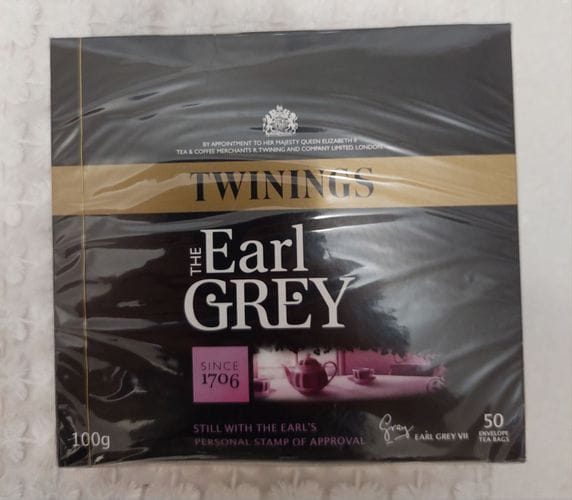 BY APPOINTMENT TO HER MAJESTY QUEEN ELIZABETH II
TEA & COFFEE MERCHANTS R. TWINING AND COMPANY LIMITED, LONDON
TWININGS
THE Earl
GREY
SINCE
1706
STILL WITH THE EARL'S
PERSONAL STAMP OF APPROVAL
100g
Grey EARL GREY VII
50
ENVELOPE
TEA BAGS